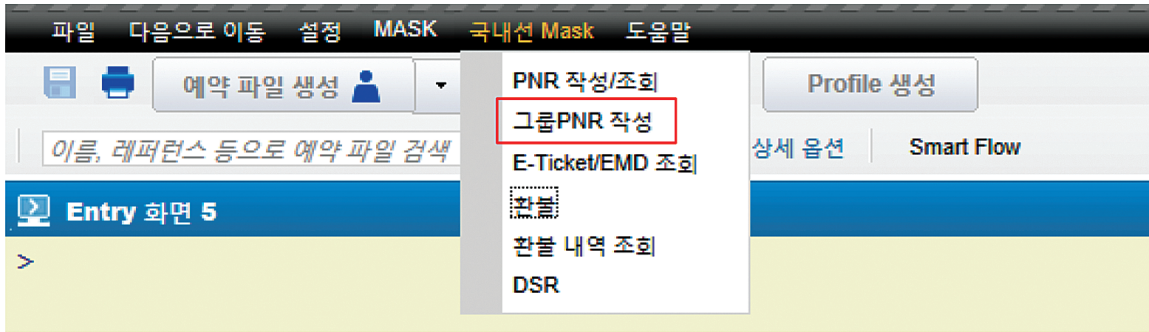 파일 다음으로 이동 설정 MASK 국내선 Mask 도움말
예약 파일 생성 Profile 생성
이름, 레퍼런스 등으로 예약 파일 검색 상세 옵션 Smart Flow
PNR 작성/조회
그룹PNR 작성
E-Ticket/EMD 조회
환불
환불 내역 조회
DSR
Entry 화면 5
>